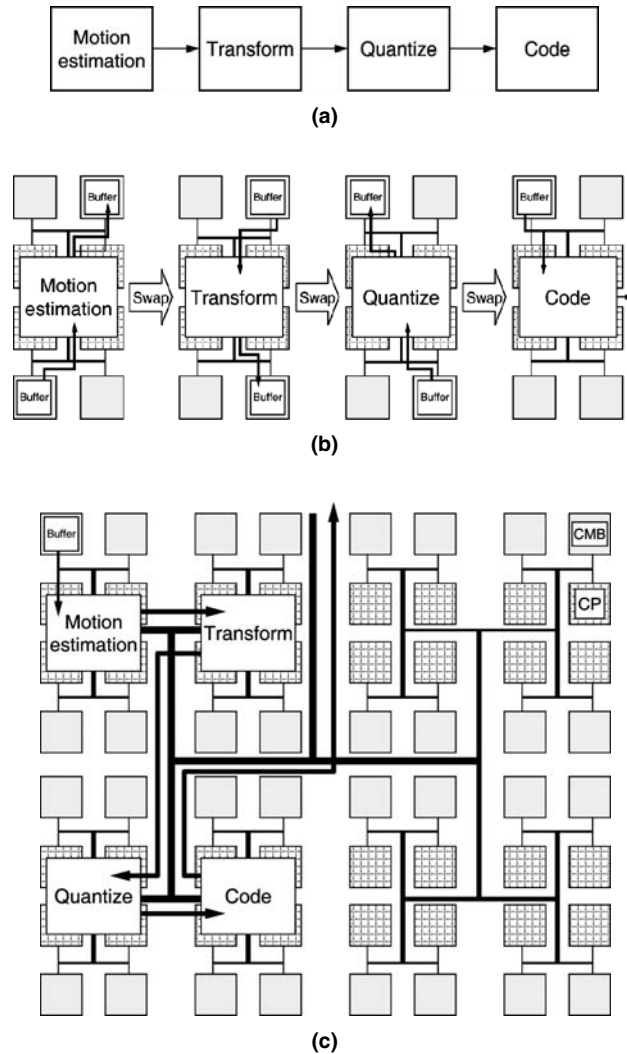 Motion
estimation
Transform
Quantize
Code
(a)
Buffer
Buffer
Buffer
Buffer
Motion
estimation
Swap
Transform
Swap
Quantize
Swap
Code
Buffer
Buffer
Buffer
(b)
Buffer
CMB
CP
Motion
estimation
Transform
Quantize
Code
(c)